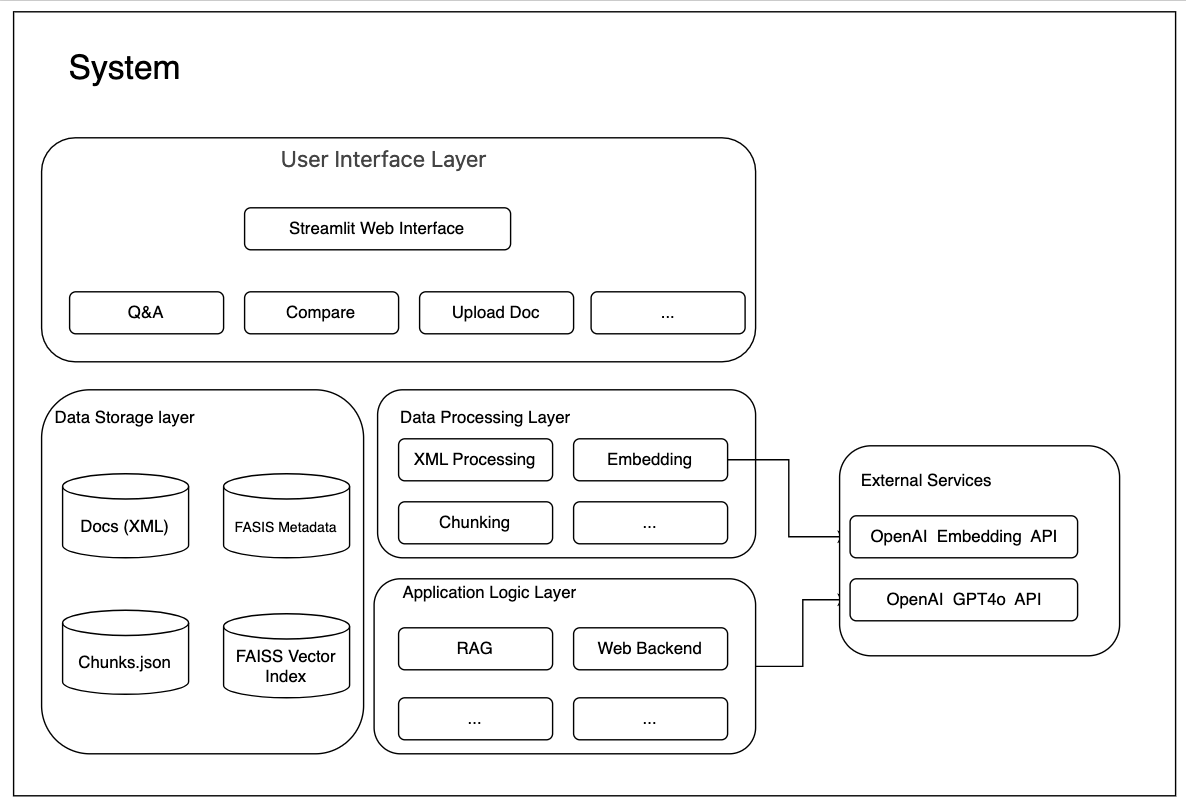 System
User Interface Layer
Streamlit Web Interface
Q&A
Compare
Upload Doc
...
Data Storage layer
Docs (XML)
FASIS Metadata
Chunks.json
FAISS Vector
Index
Data Processing Layer
XML Processing
Embedding
Chunking
...
Application Logic Layer
RAG
Web Backend
...
...
External Services
OpenAI Embedding API
OpenAI GPT4o API